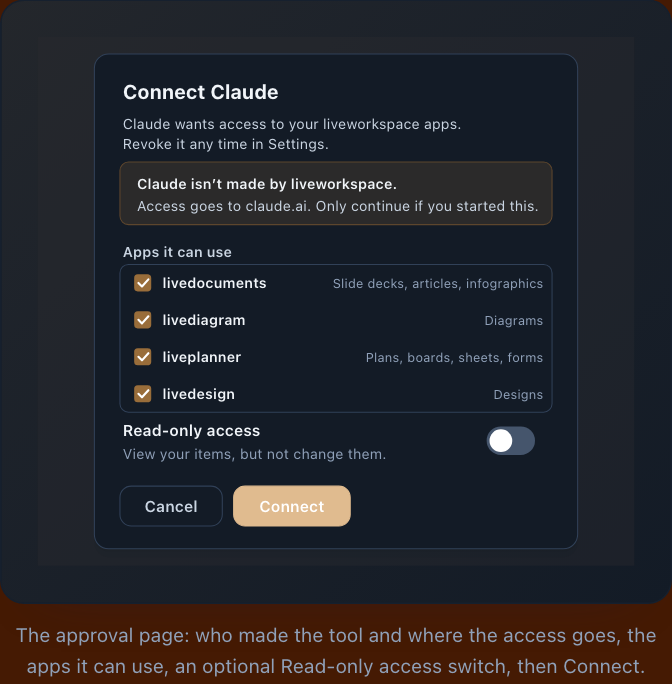 Connect Claude
Claude wants access to your liveworkspace apps.
Revoke it any time in Settings.
Claude isn’t made by liveworkspace.
Access goes to claude.ai. Only continue if you started this.
Apps it can use
livedocuments Slide decks, articles, infographics
livediagram Diagrams
liveplanner Plans, boards, sheets, forms
livedesign Designs
Read-only access
View your items, but not change them.
Cancel Connect
The approval page: who made the tool and where the access goes, the
apps it can use, an optional Read-only access switch, then Connect.